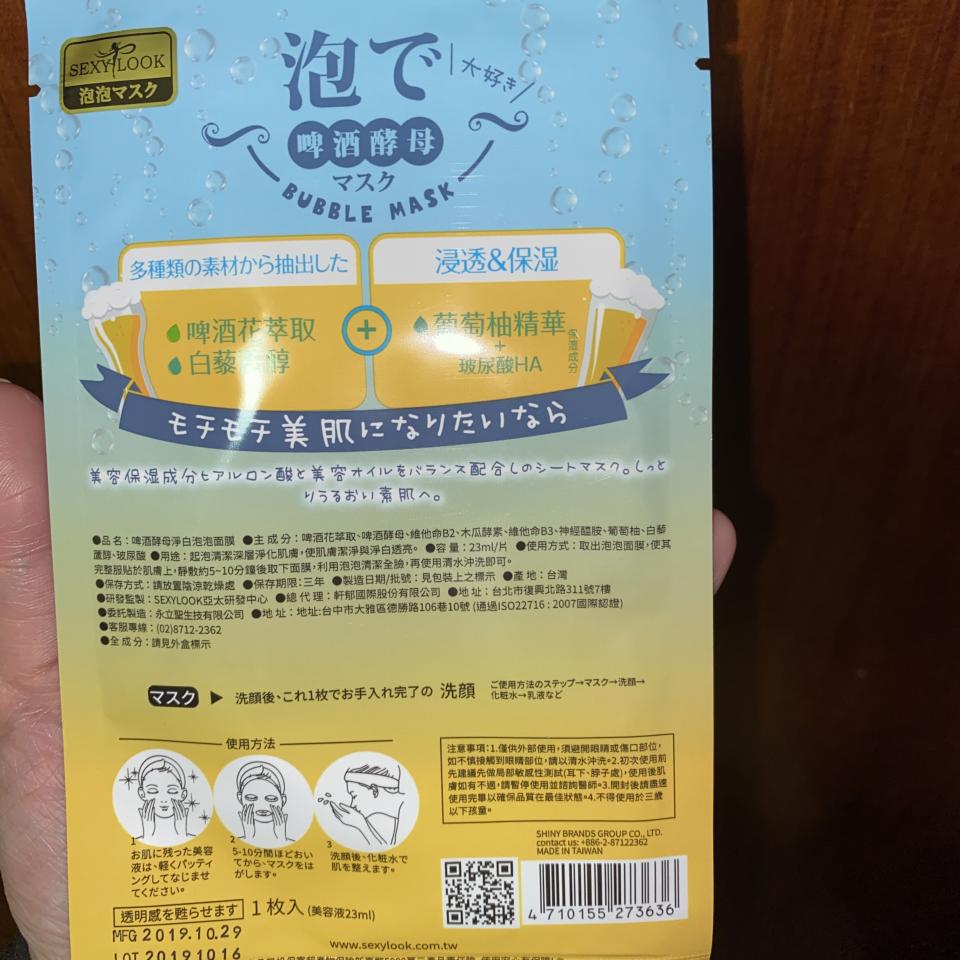 SEXY LOOK
泡泡マスク
泡で
大好き
啤酒酵母
マスク
BUBBLE MASK
多種類の素材から抽出した
浸透&保湿
啤酒花萃取
白藜 醇
+
葡萄柚精華
+
玻尿酸HA
保濕成分
モチモチ美肌になりたいなら
美容保湿成分ヒアルロン酸と美容オイルをバランス配合しのシートマスク。しっと
りうるおい素肌へ。
●品名:啤酒酵母淨白泡泡面膜 ●主成分:啤酒花萃取、啤酒酵母、維他命B2、木瓜酵素、維他命B3、神經醯胺、葡萄柚、白藜
蘆醇、玻尿酸 ●用途:起泡清潔深層淨化肌膚,使肌膚潔淨與淨白透亮。 ●容量:23ml/片 ●使用方式:取出泡泡面膜,使其
完整服貼於肌膚上,靜敷約5~10分鐘後取下面膜,利用泡泡清潔全臉,再使用清水沖洗即可。
●保存方式:請放置陰涼乾燥處 ●保存期限:三年 ●製造日期/批號:見包裝上之標示 ●產地:台灣
●研發監製:SEXYLOOK亞太研發中心 ●總代理:軒郁國際股份有限公司 ●地址:台北市復興北路311號7樓
●委託製造:永立聖生技有限公司 ●地址:地址:台中市大雅區德勝路106巷10號 (通過ISO22716:2007國際認證)
●客服專線:(02)8712-2362
●全成分:請見外盒標示
マスク ▶ 洗顔後、これ1枚でお手入れ完了の 洗顔
ご使用方法のステップ→マスク→洗顔→
化粧水→乳液など
使用方法
1
お肌に残った美容
液は、軽くパッティ
ングしてなじませ
てください。
2
5-10分間ほどおい
てから、マスクをは
がします。
3
洗顔後、化粧水で
肌を整えます。
注意事項:1.僅供外部使用,須避開眼睛或傷口部位,
如不慎接觸到眼睛部位,請以清水沖洗。2.初次使用前
先建議先做局部敏感性測試(耳下、脖子處),使用後肌
膚如有不適,請暫停使用並諮詢醫師。3.開封後請盡速
使用完畢以確保品質在最佳狀態。4.不得使用於三歲
以下孩童。
SHINY BRANDS GROUP CO., LTD.
contact us: +886-2-87122362
MADE IN TAIWAN
4 710155 273636
透明感を甦らせます 1枚入(美容液23ml)
MFG 2019.10.29
LOT 20191016
www.sexylook.com.tw